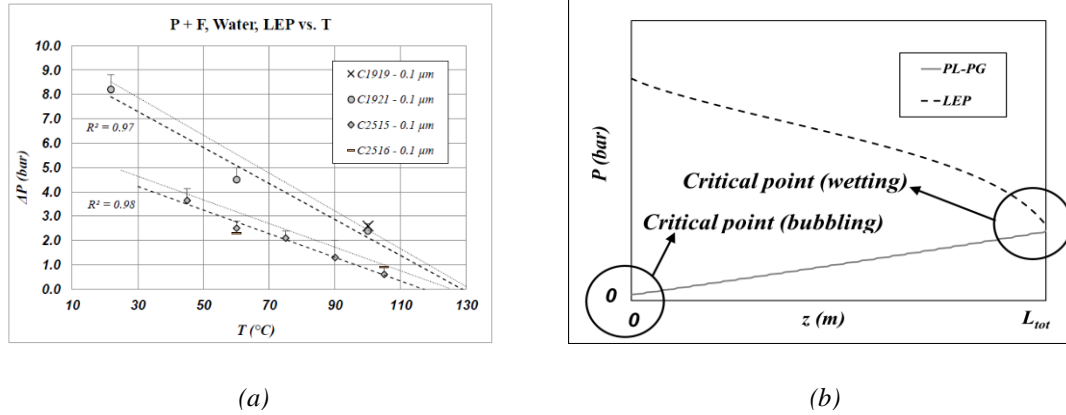 P + F, Water, LEP vs. T
10.0
9.0
8.0
7.0
6.0
5.0
4.0
3.0
2.0
1.0
0.0
ΔP (bar)
C1919 - 0.1 µm
C1921 - 0.1 µm
C2515 - 0.1 µm
C2516 - 0.1 µm
R² = 0.97
R² = 0.98
10 30 50 70 90 110 130
T (°C)
(a)
P (bar)
PL-PG
LEP
Critical point (wetting)
Critical point (bubbling)
0
0
z (m)
L_tot
(b)